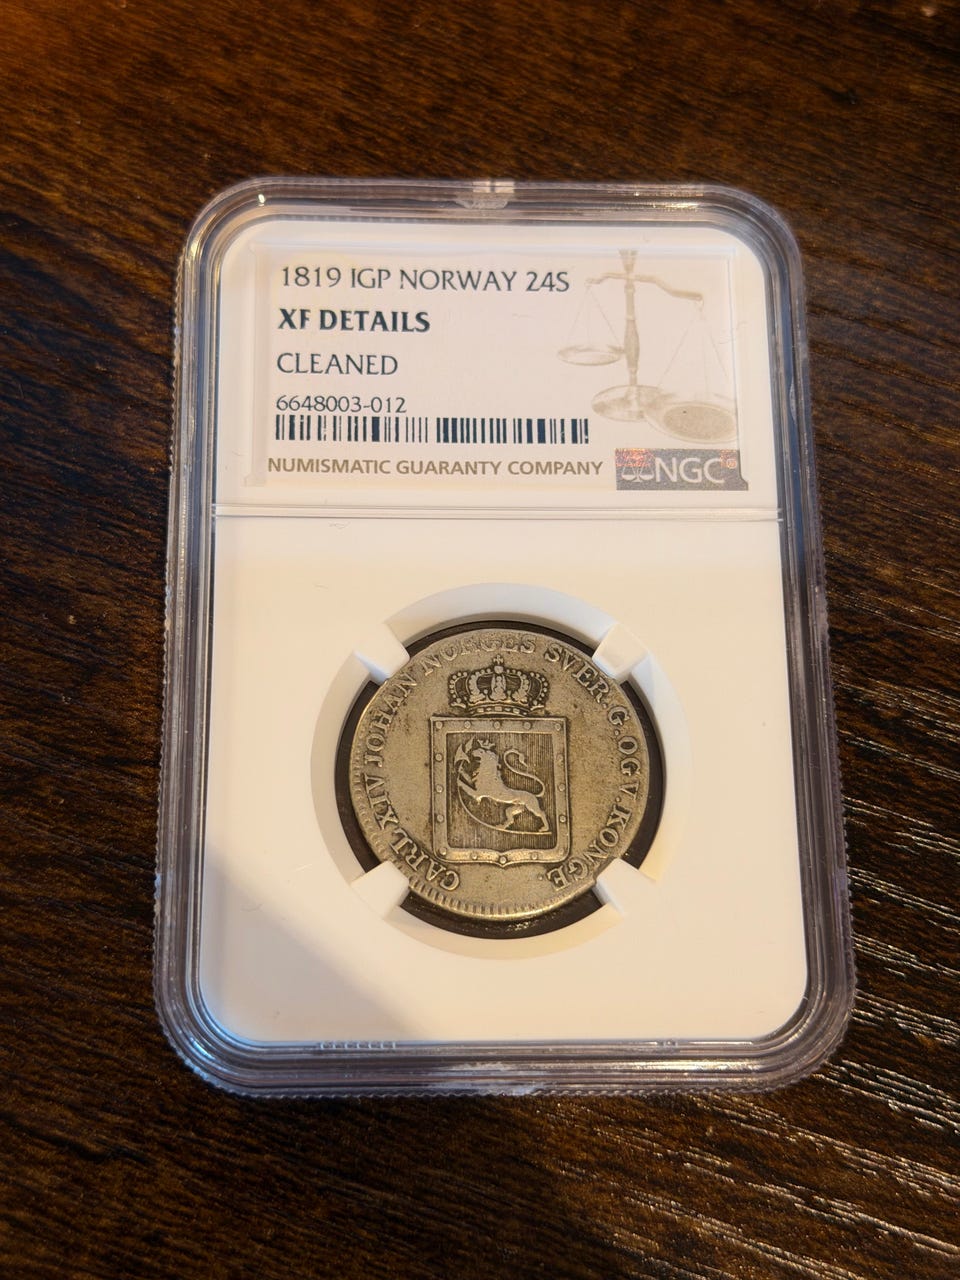 1819 IGP NORWAY 24S
XF DETAILS
CLEANED
6648003-012
NUMISMATIC GUARANTY COMPANY
NGC®
CARL XIV JOHAN NORGES SVER. G. OG V. KONGE.